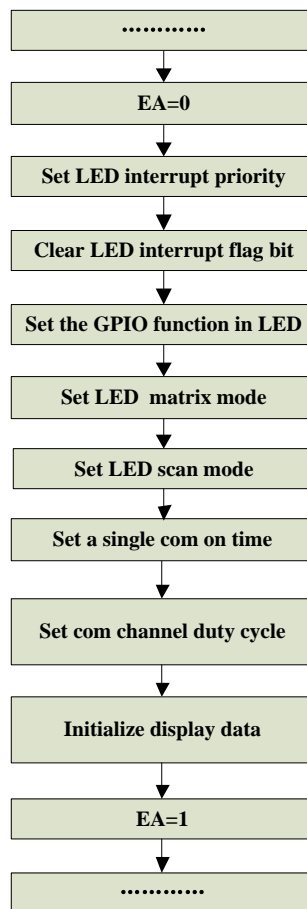 …………
EA=0
Set LED interrupt priority
Clear LED interrupt flag bit
Set the GPIO function in LED
Set LED matrix mode
Set LED scan mode
Set a single com on time
Set com channel duty cycle
Initialize display data
EA=1
…………